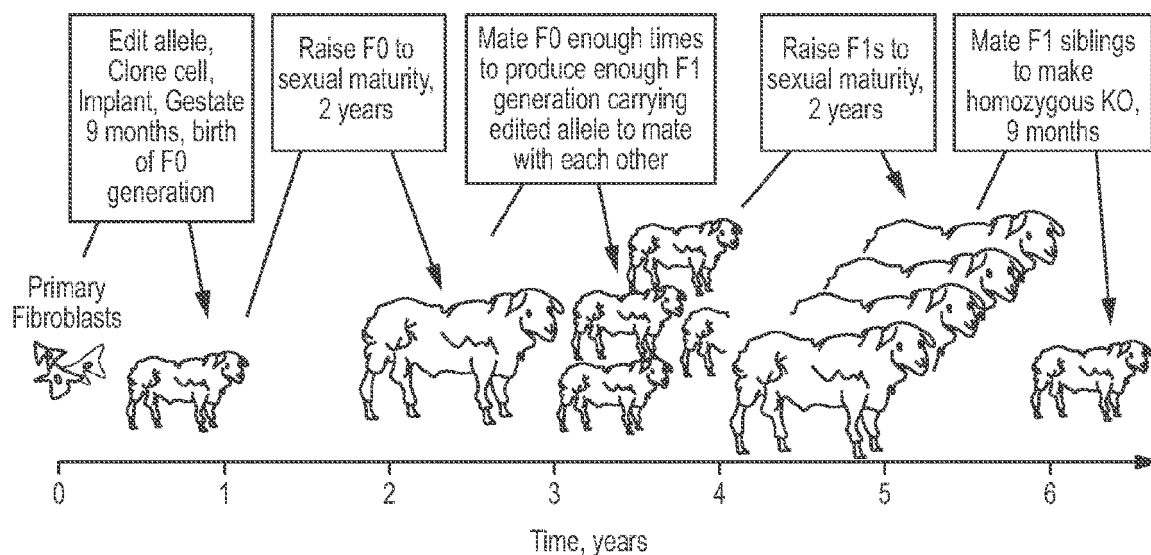 Edit allele,
Clone cell,
Implant, Gestate
9 months, birth
of F0
generation
Raise F0 to
sexual maturity,
2 years
Mate F0 enough times
to produce enough F1
generation carrying
edited allele to mate
with each other
Raise F1s to
sexual maturity,
2 years
Mate F1 siblings
to make
homozygous KO,
9 months
Primary
Fibroblasts
0 1 2 3 4 5 6
Time, years